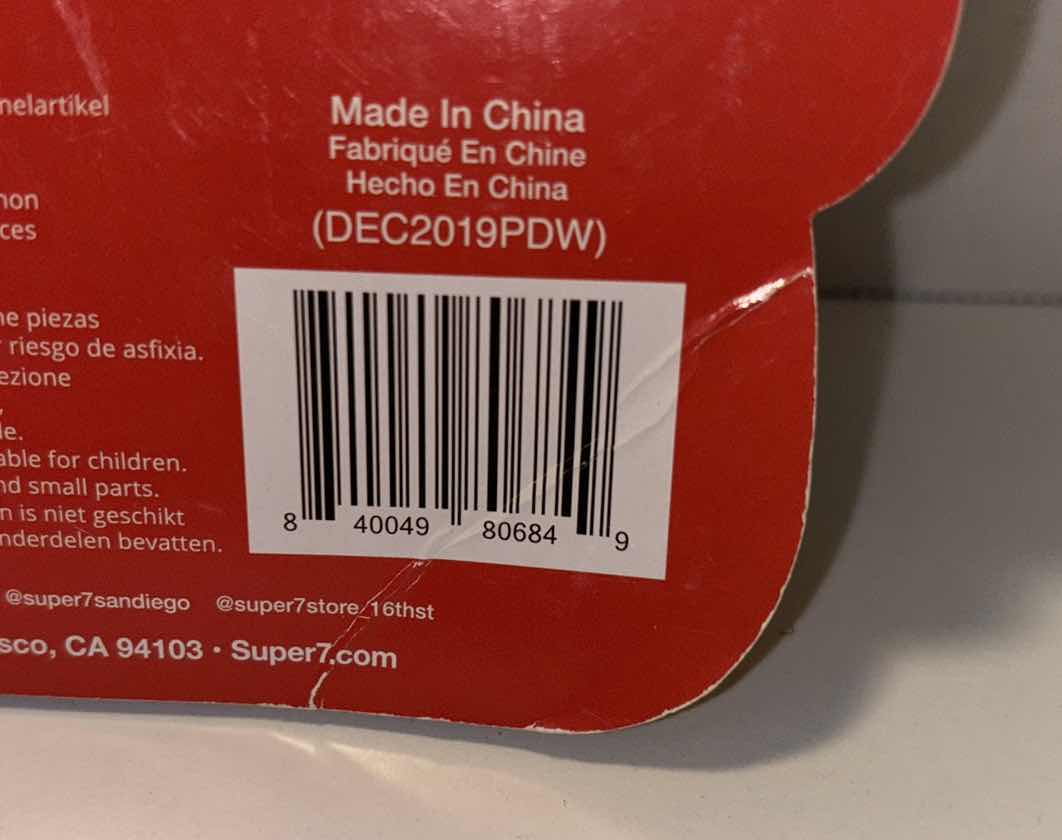 nelartikel
non
ces
ne piezas
riesgo de asfixia.
ezione
le.
able for children.
nd small parts.
n is niet geschikt
nderdelen bevatten.
Made In China
Fabriqué En Chine
Hecho En China
(DEC2019PDW)
8 40049 80684 9
@super7sandiego @super7store_16thst
sco, CA 94103 • Super7.com